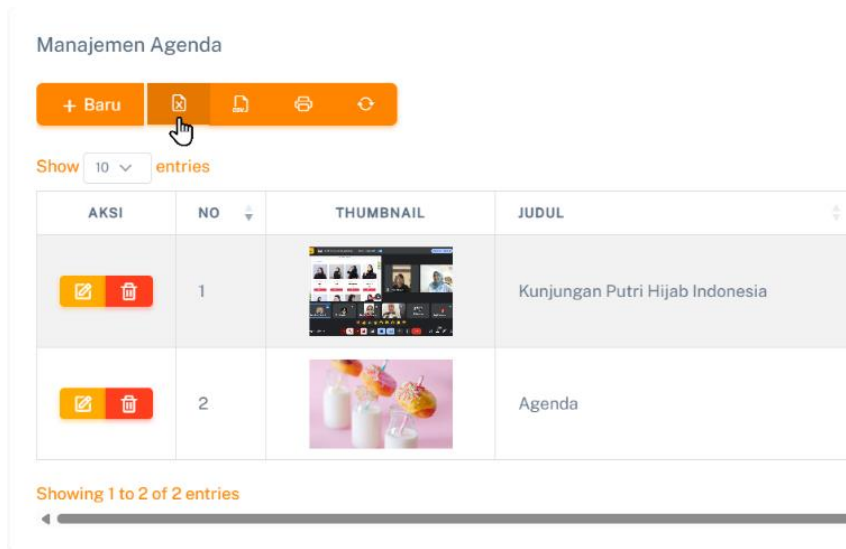 Manajemen Agenda
+ Baru
Show 10 entries
AKSI NO THUMBNAIL JUDUL
1 Kunjungan Putri Hijab Indonesia
2 Agenda
Showing 1 to 2 of 2 entries